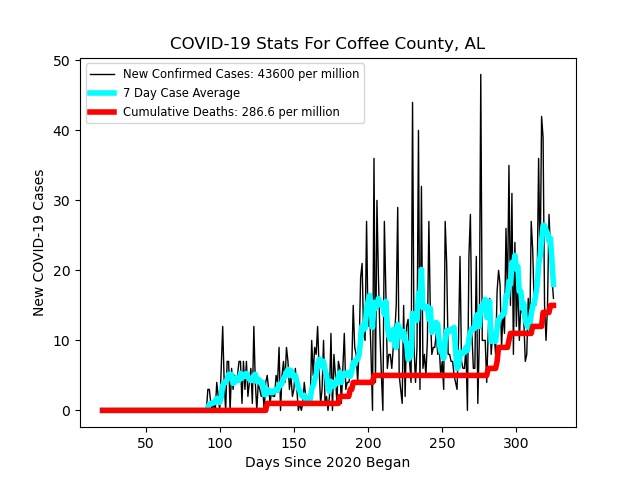 COVID-19 Stats For Coffee County, AL
New Confirmed Cases: 43600 per million
7 Day Case Average
Cumulative Deaths: 286.6 per million
New COVID-19 Cases
50
40
30
20
10
0
50 100 150 200 250 300
Days Since 2020 Began